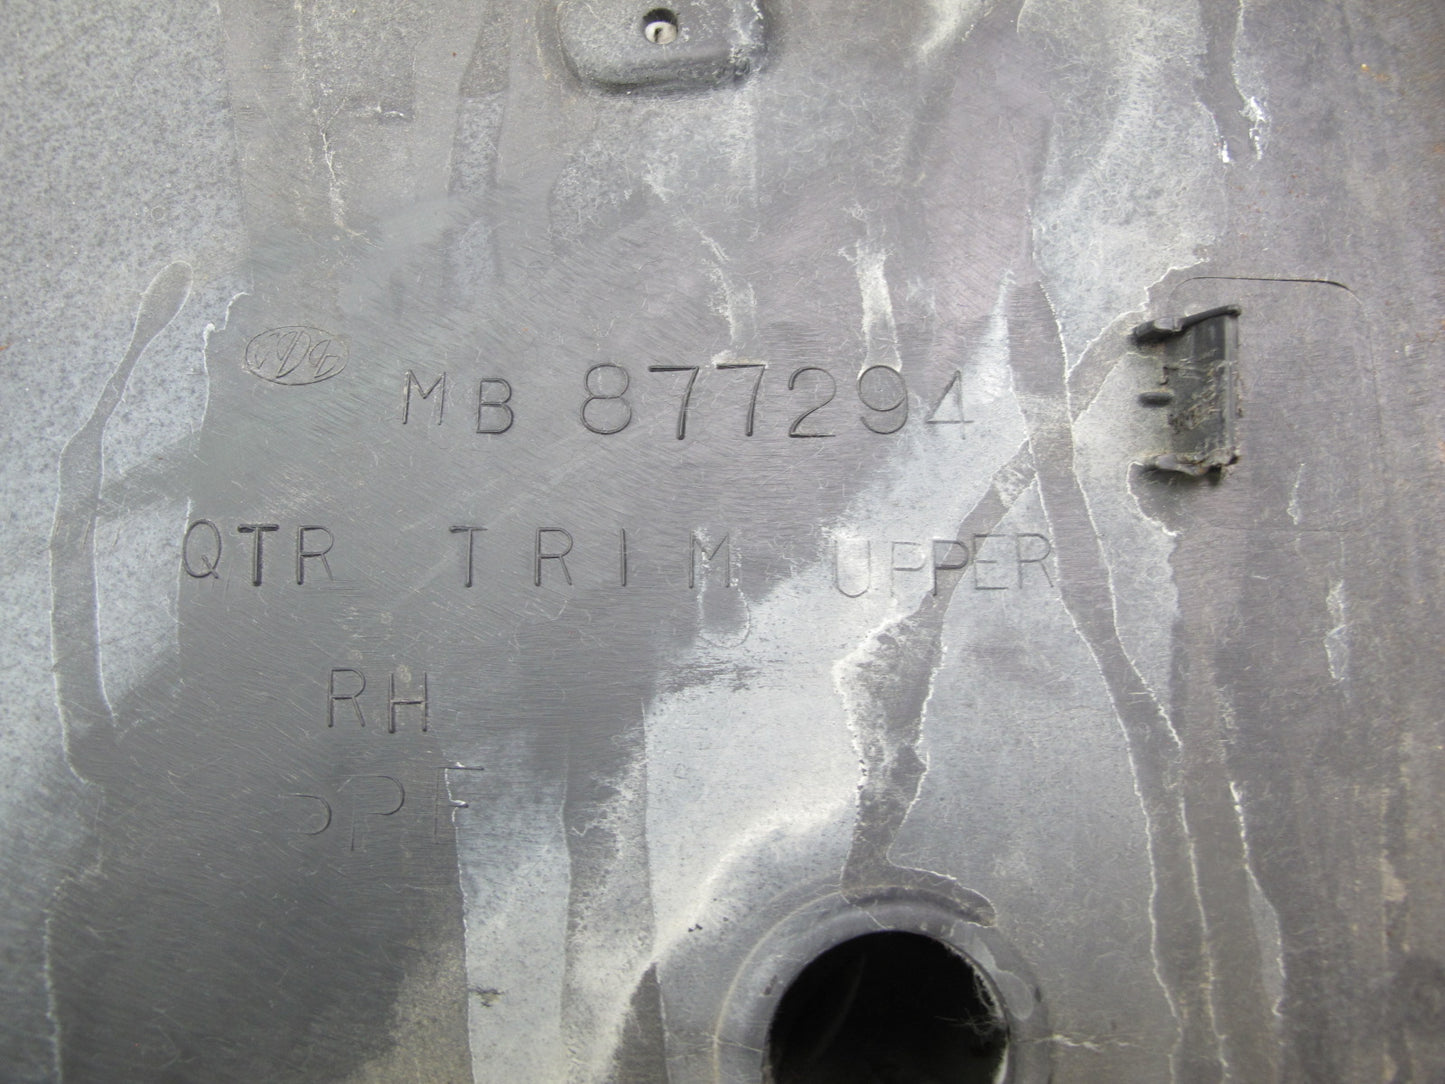 MB 877294
QTR TRIM UPPER
RH